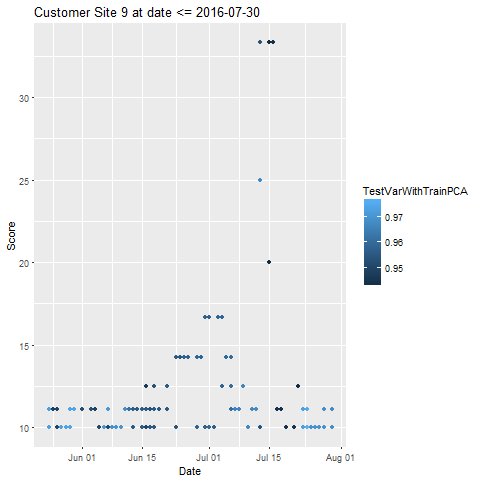 Customer Site 9 at date <= 2016-07-30
Score
30
25
20
15
10
Jun 01
Jun 15
Jul 01
Jul 15
Aug 01
Date
TestVarWithTrainPCA
0.97
0.96
0.95